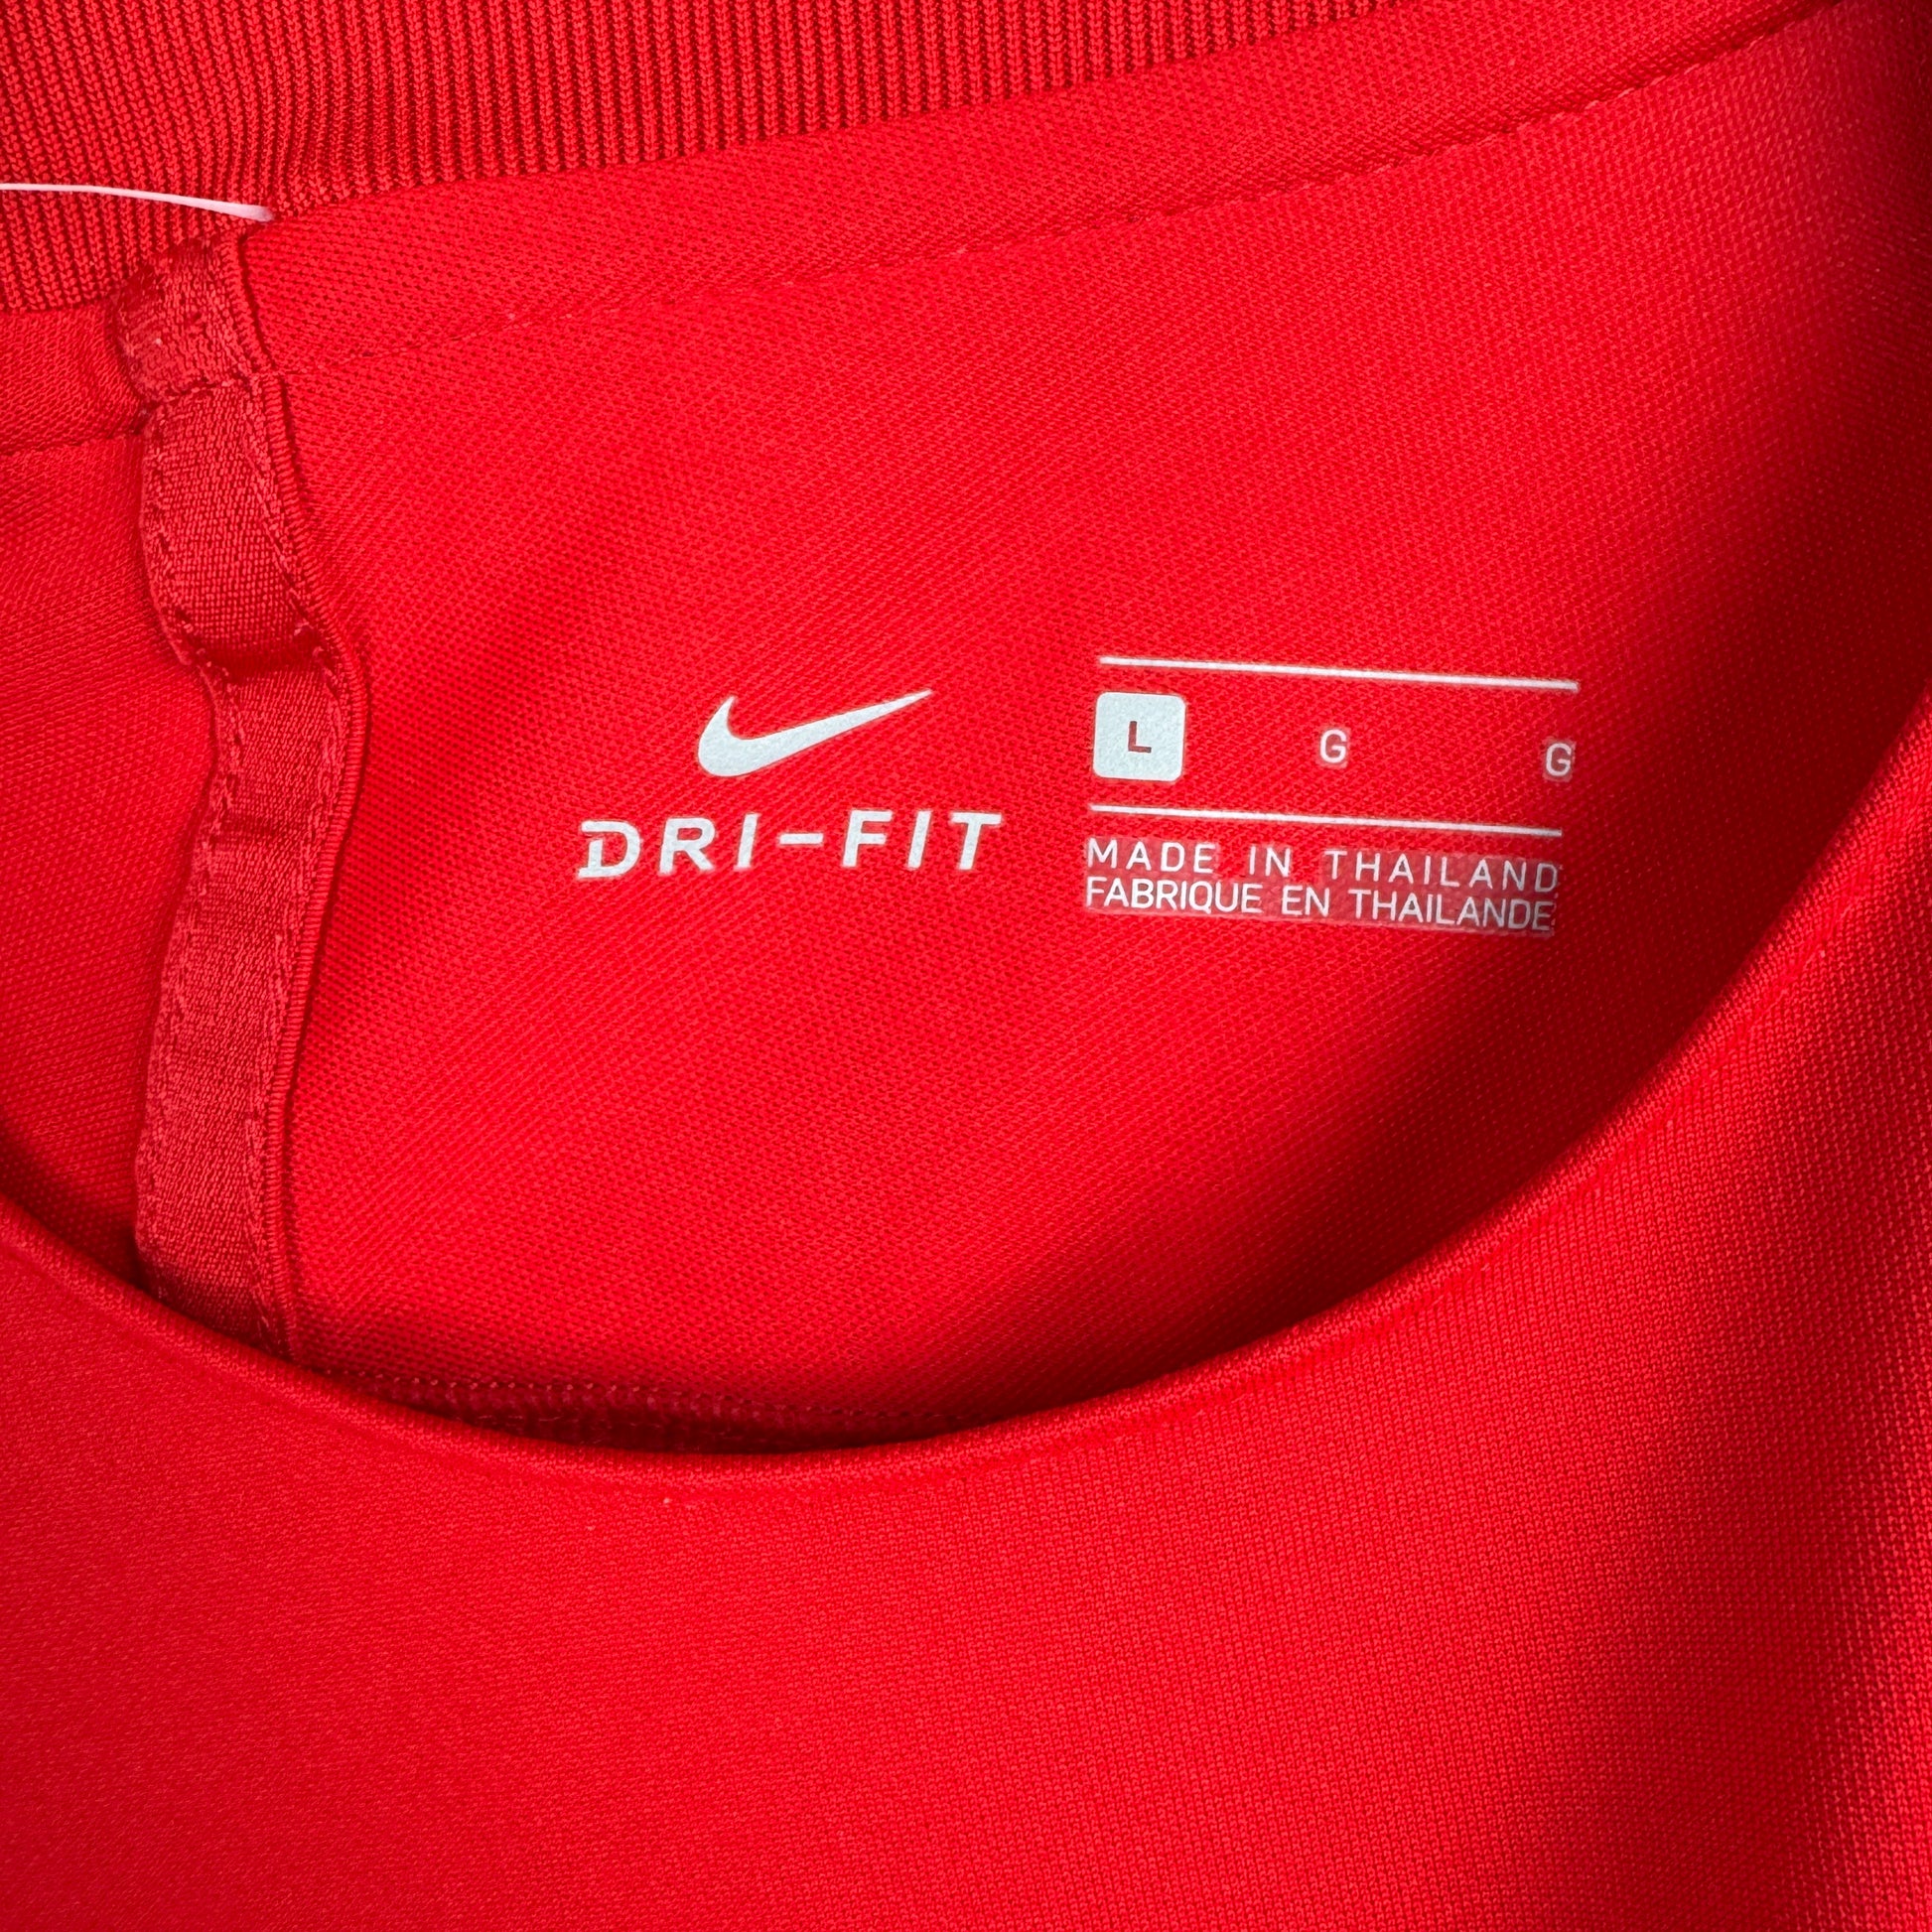 DRI-FIT
L G G
MADE IN THAILAND
FABRIQUE EN THAILANDE